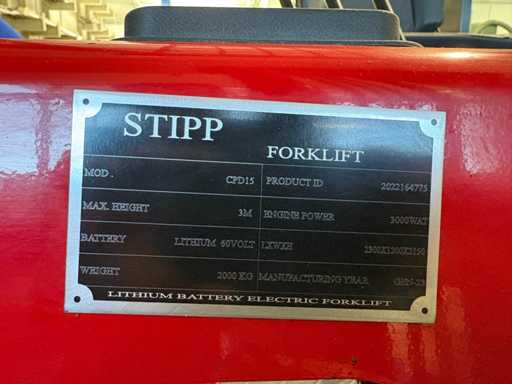 STIPP
FORKLIFT
MOD. CPD15 PRODUCT ID 2022164775
MAX. HEIGHT 3M ENGINE POWER 3000WAT
BATTERY LITHIUM 60VOLT LXWXH
WEIGHT 2000 KG MANUFACTURING YEAR
LITHIUM BATTERY ELECTRIC FORKLIFT